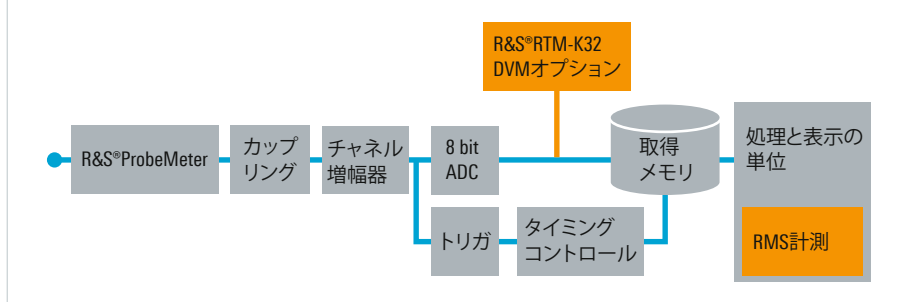 R&S®RTM-K32
DVMオプション
R&S®ProbeMeter
カップ
リング
チャネル
増幅器
8 bit
ADC
取得
メモリ
処理と表示の
単位
トリガ
タイミング
コントロール
RMS計測